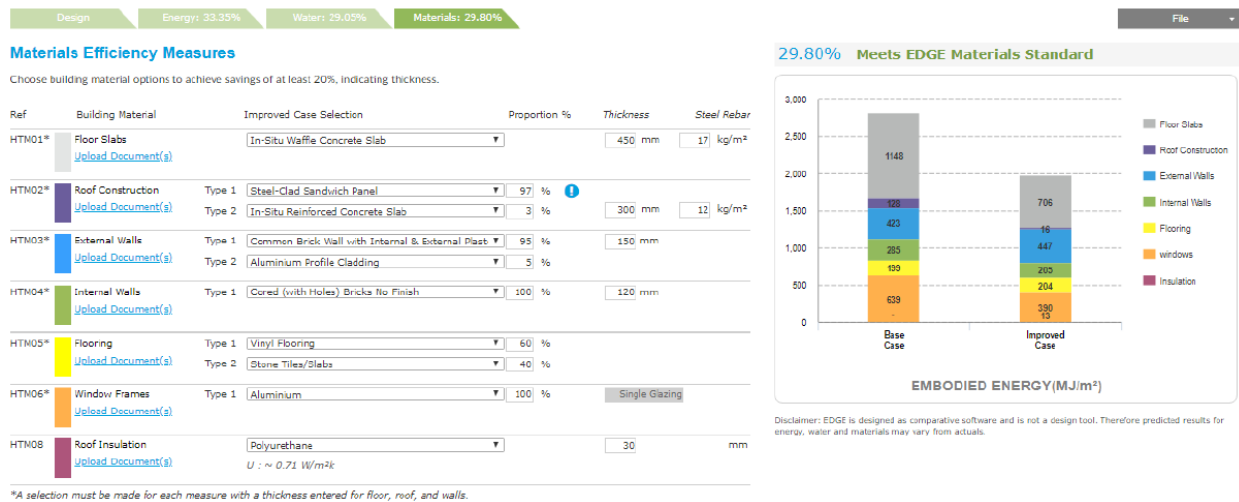 Design Energy: 33.35% Water: 29.05% Materials: 29.80% File
Materials Efficiency Measures
Choose building material options to achieve savings of at least 20%, indicating thickness.
Ref Building Material Improved Case Selection Proportion % Thickness Steel Rebar
HTM01* Floor Slabs In-Situ Waffle Concrete Slab 450 mm 17 kg/m²
Upload Document(s)
HTM02* Roof Construction Type 1 Steel-Clad Sandwich Panel 97 % !
Upload Document(s) Type 2 In-Situ Reinforced Concrete Slab 3 % 300 mm 12 kg/m²
HTM03* External Walls Type 1 Common Brick Wall with Internal & External Plast 95 % 150 mm
Upload Document(s) Type 2 Aluminium Profile Cladding 5 %
HTM04* Internal Walls Type 1 Cored (with Holes) Bricks No Finish 100 % 120 mm
Upload Document(s)
HTM05* Flooring Type 1 Vinyl Flooring 60 %
Upload Document(s) Type 2 Stone Tiles/Slabs 40 %
HTM06* Window Frames Type 1 Aluminium 100 % Single Glazing
Upload Document(s)
HTM08 Roof Insulation Polyurethane 30 mm
Upload Document(s) U : ~ 0.71 W/m²k
*A selection must be made for each measure with a thickness entered for floor, roof, and walls.
29.80% Meets EDGE Materials Standard
3,000
2,500
2,000
1,500
1,000
500
0
1148
128
423
285
199
639
-
706
16
447
205
204
390
13
Base Case
Improved Case
Floor Slabs
Roof Construction
External Walls
Internal Walls
Flooring
windows
Insulation
EMBODIED ENERGY(MJ/m²)
Disclaimer: EDGE is designed as comparative software and is not a design tool. Therefore predicted results for
energy, water and materials may vary from actuals.